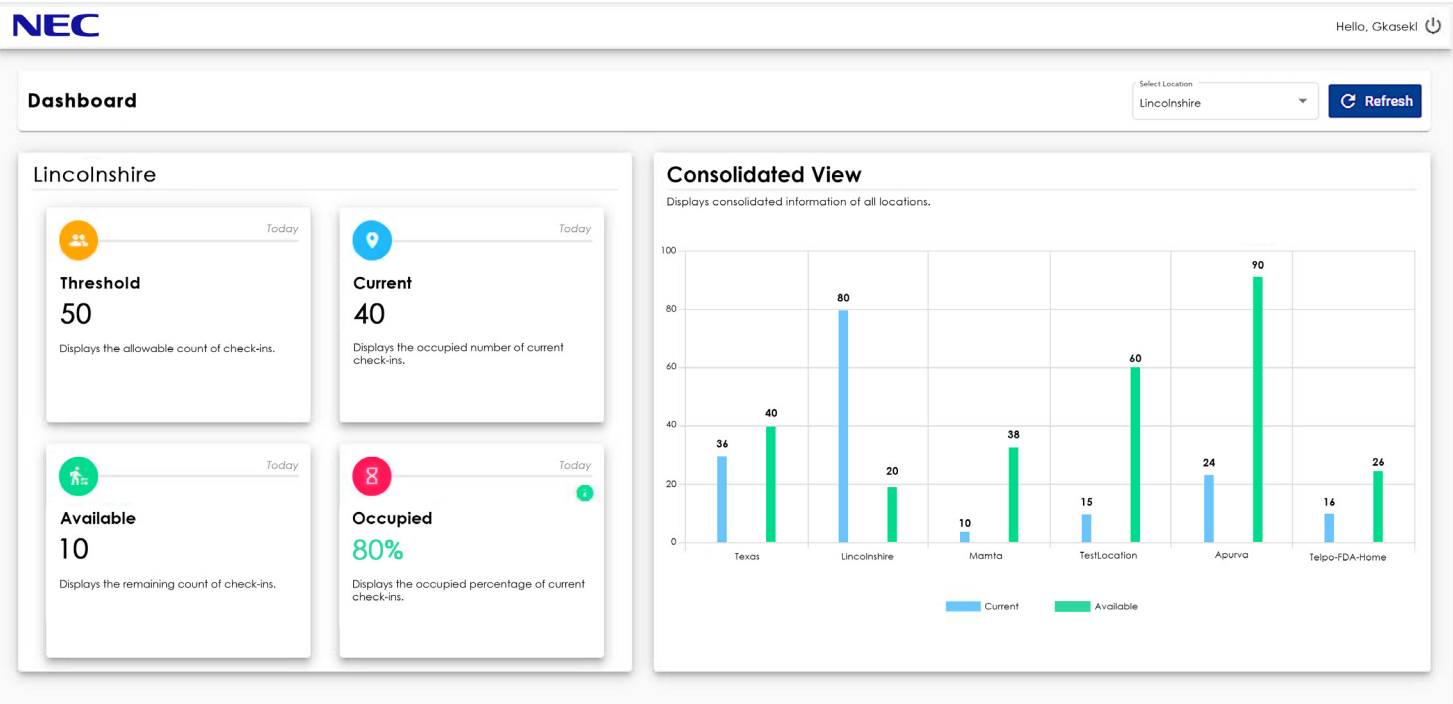 NEC
Hello, Gkasekl
Dashboard
Select Location
Lincolnshire
Refresh
Lincolnshire
Today
Threshold
50
Displays the allowable count of check-ins.
Today
Current
40
Displays the occupied number of current
check-ins.
Today
Available
10
Displays the remaining count of check-ins.
Today
Occupied
80%
Displays the occupied percentage of current
check-ins.
Consolidated View
Displays consolidated information of all locations.
100
80
60
40
20
0
36
40
80
20
10
38
15
60
24
90
16
26
Texas
Lincolnshire
Mamta
TestLocation
Apurva
Telpo-FDA-Home
Current
Available